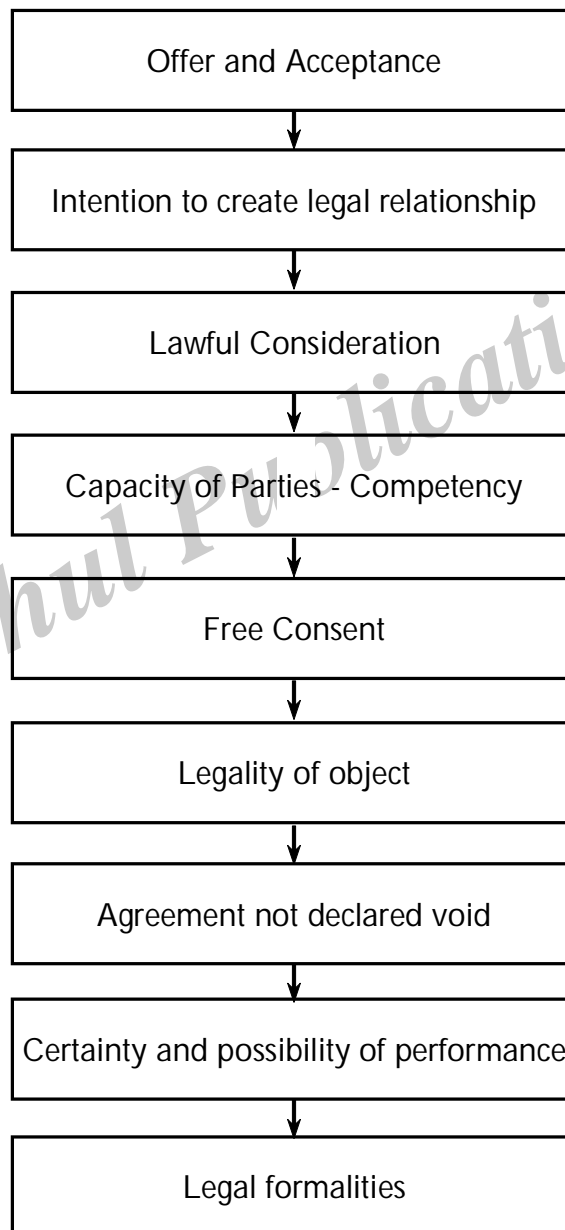 Offer and Acceptance
Intention to create legal relationship
Lawful Consideration
Capacity of Parties - Competency
Free Consent
Legality of object
Agreement not declared void
Certainty and possibility of performance
Legal formalities